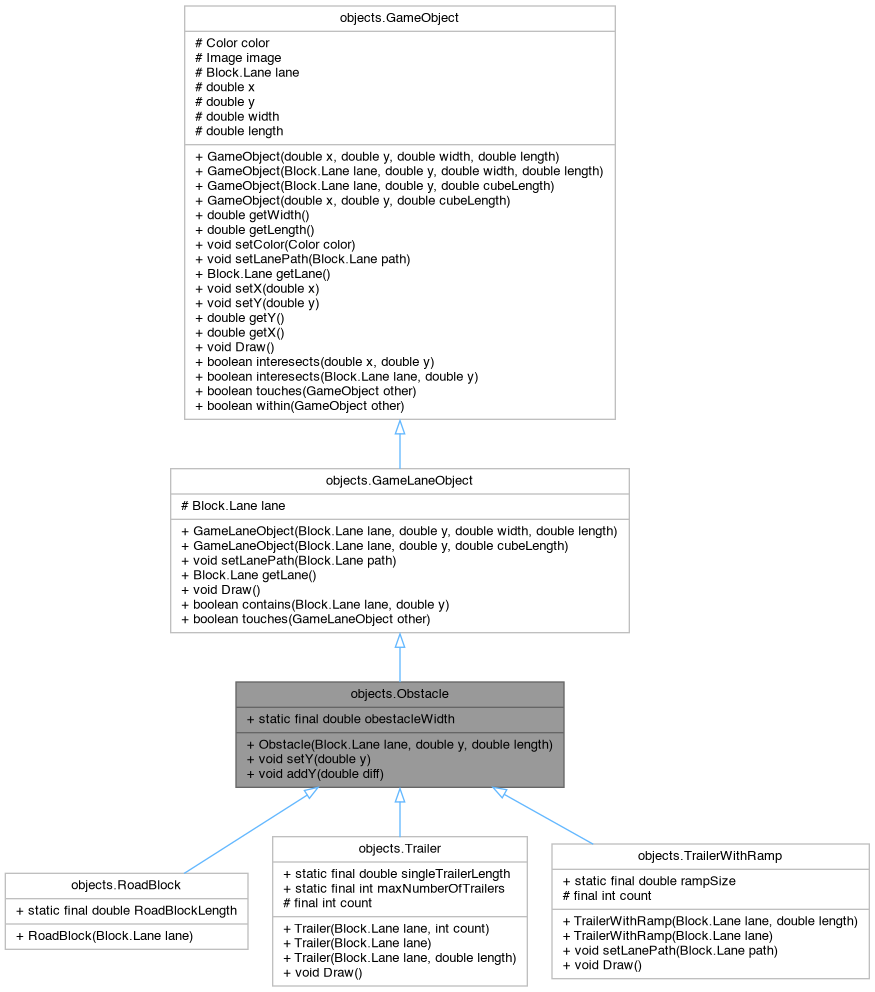 objects.GameObject
# Color color
# Image image
# Block.Lane lane
# double x
# double y
# double width
# double length
+ GameObject(double x, double y, double width, double length)
+ GameObject(Block.Lane lane, double y, double width, double length)
+ GameObject(Block.Lane lane, double y, double cubeLength)
+ GameObject(double x, double y, double cubeLength)
+ double getWidth()
+ double getLength()
+ void setColor(Color color)
+ void setLanePath(Block.Lane path)
+ Block.Lane getLane()
+ void setX(double x)
+ void setY(double y)
+ double getY()
+ double getX()
+ void Draw()
+ boolean interesects(double x, double y)
+ boolean interesects(Block.Lane lane, double y)
+ boolean touches(GameObject other)
+ boolean within(GameObject other)
objects.GameLaneObject
# Block.Lane lane
+ GameLaneObject(Block.Lane lane, double y, double width, double length)
+ GameLaneObject(Block.Lane lane, double y, double cubeLength)
+ void setLanePath(Block.Lane path)
+ Block.Lane getLane()
+ void Draw()
+ boolean contains(Block.Lane lane, double y)
+ boolean touches(GameLaneObject other)
objects.Obstacle
+ static final double obestacleWidth
+ Obstacle(Block.Lane lane, double y, double length)
+ void setY(double y)
+ void addY(double diff)
objects.RoadBlock
+ static final double RoadBlockLength
+ RoadBlock(Block.Lane lane)
objects.Trailer
+ static final double singleTrailerLength
+ static final int maxNumberOfTrailers
# final int count
+ Trailer(Block.Lane lane, int count)
+ Trailer(Block.Lane lane)
+ Trailer(Block.Lane lane, double length)
+ void Draw()
objects.TrailerWithRamp
+ static final double rampSize
# final int count
+ TrailerWithRamp(Block.Lane lane, double length)
+ TrailerWithRamp(Block.Lane lane)
+ void setLanePath(Block.Lane path)
+ void Draw()